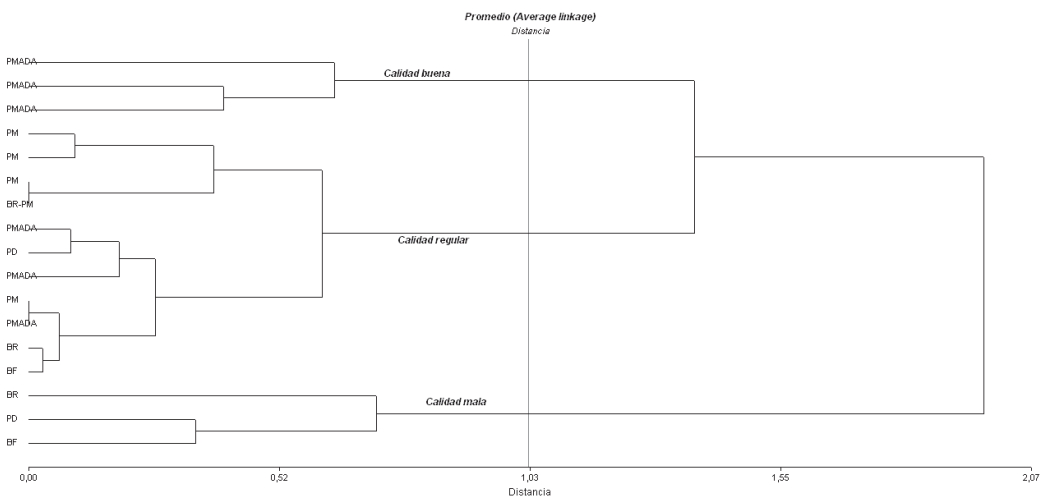 Promedio (Average linkage)
Distancia
PMADA
Calidad buena
PMADA
PMADA
PM
PM
PM
BR-PM
PMADA
Calidad regular
PD
PMADA
PM
PMADA
BR
BF
BR
Calidad mala
PD
BF
0,00 0,52 1,03 1,55 2,07
Distancia